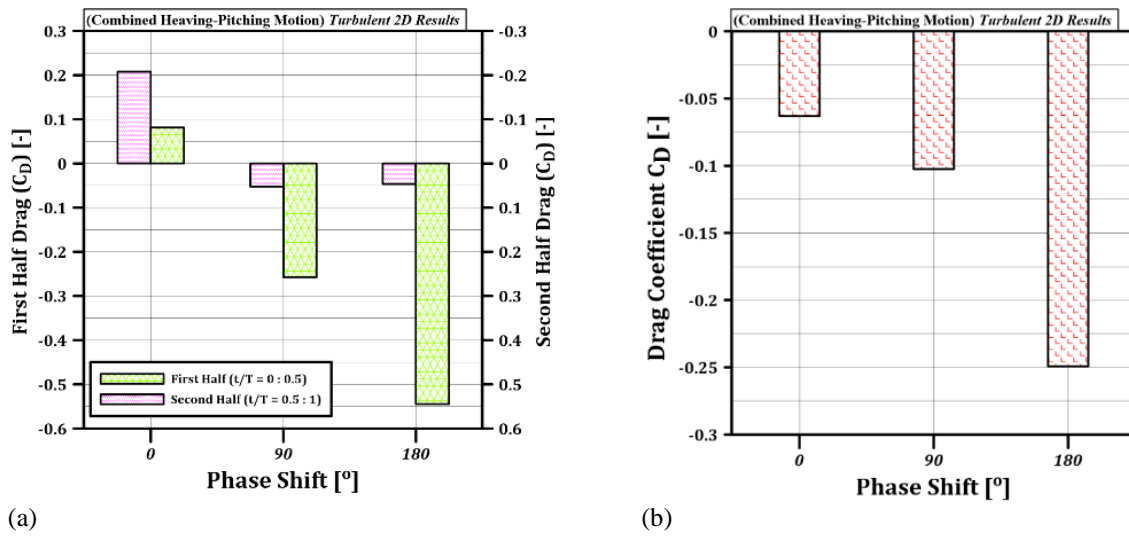 (Combined Heaving-Pitching Motion) Turbulent 2D Results
0.3
0.2
0.1
0
-0.1
-0.2
-0.3
-0.4
-0.5
-0.6
First Half Drag (C_D) [-]
-0.3
-0.2
-0.1
0
0.1
0.2
0.3
0.4
0.5
0.6
Second Half Drag (C_D) [-]
First Half (t/T = 0 : 0.5)
Second Half (t/T = 0.5 : 1)
0 90 180
Phase Shift [°]
(a)
(Combined Heaving-Pitching Motion) Turbulent 2D Results
0
-0.05
-0.1
-0.15
-0.2
-0.25
-0.3
Drag Coefficient C_D [-]
0 90 180
Phase Shift [°]
(b)